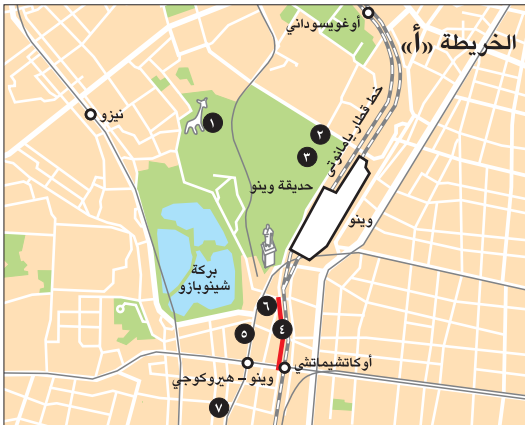 الخريطة «أ»
أوغويسوداني
خط قطار يامانوتى
نيزو
١
٢
٣
حديقة وينو
وينو
بركة
شينوبازو
٦
٥
٤
أوكاتشيماتشي
وينو – هيروكوجي
٧